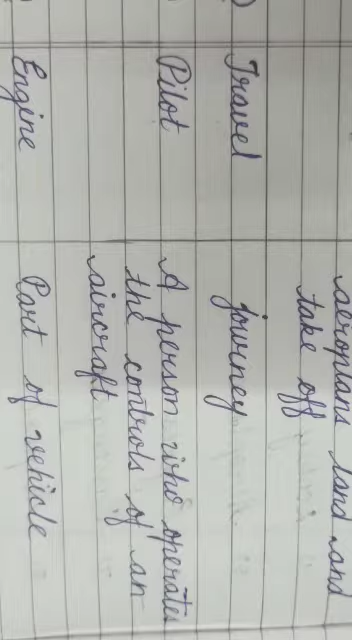 aeroplans land and
take off
Travel journey
Pilot A person who operates
the controls of an
aircraft
Engine Part of vehicle